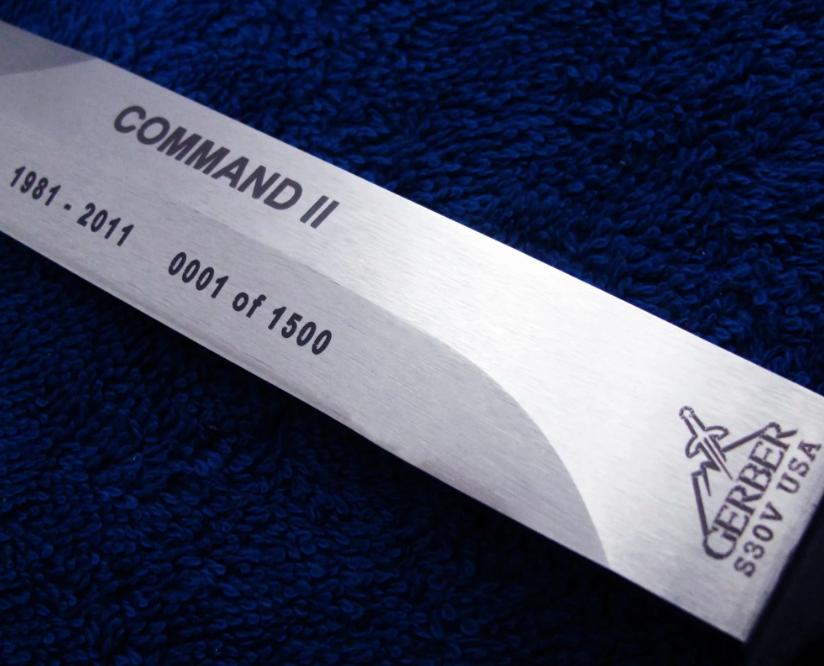 COMMAND II
1981 - 2011 0001 of 1500
GERBER
S30V USA